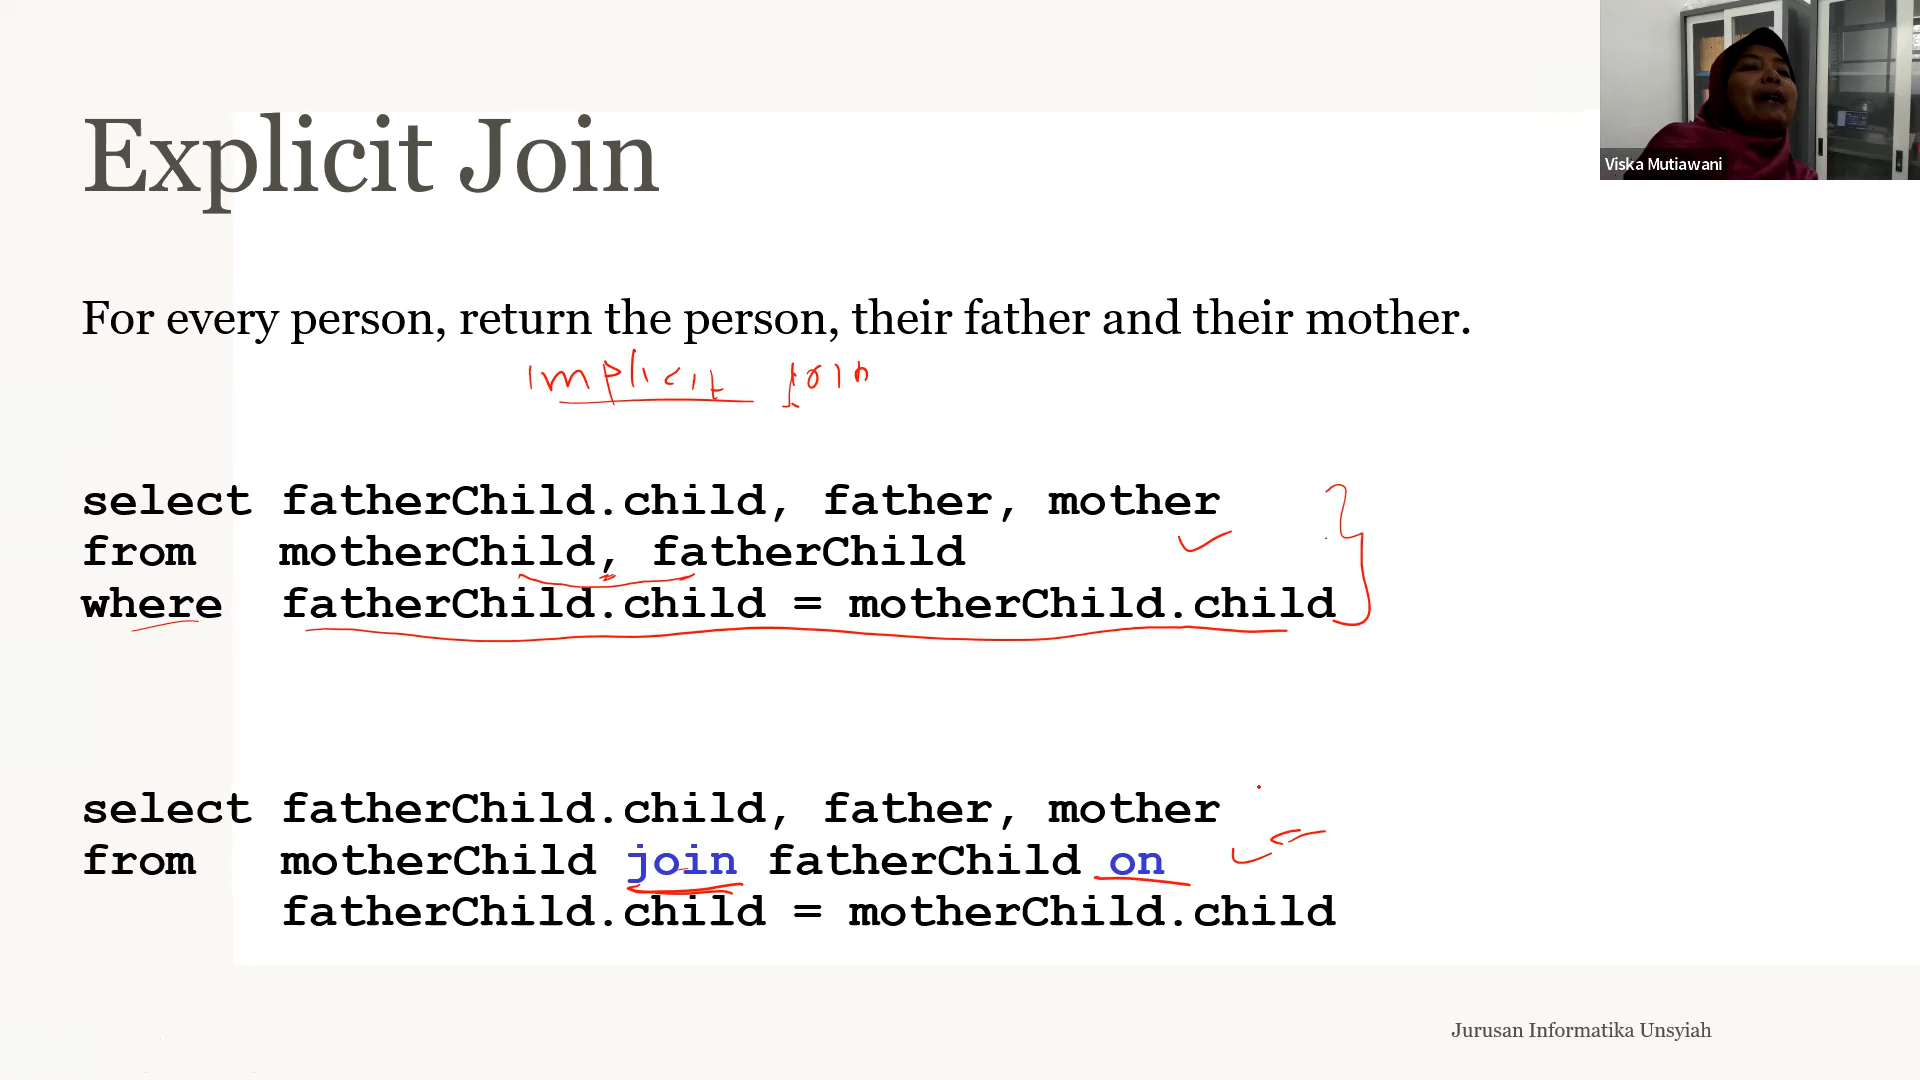 Viska Mutiawani
Explicit Join
For every person, return the person, their father and their mother.
implicit join
select fatherChild.child, father, mother
from motherChild, fatherChild
where fatherChild.child = motherChild.child
select fatherChild.child, father, mother
from motherChild join fatherChild on
fatherChild.child = motherChild.child
Jurusan Informatika Unsyiah